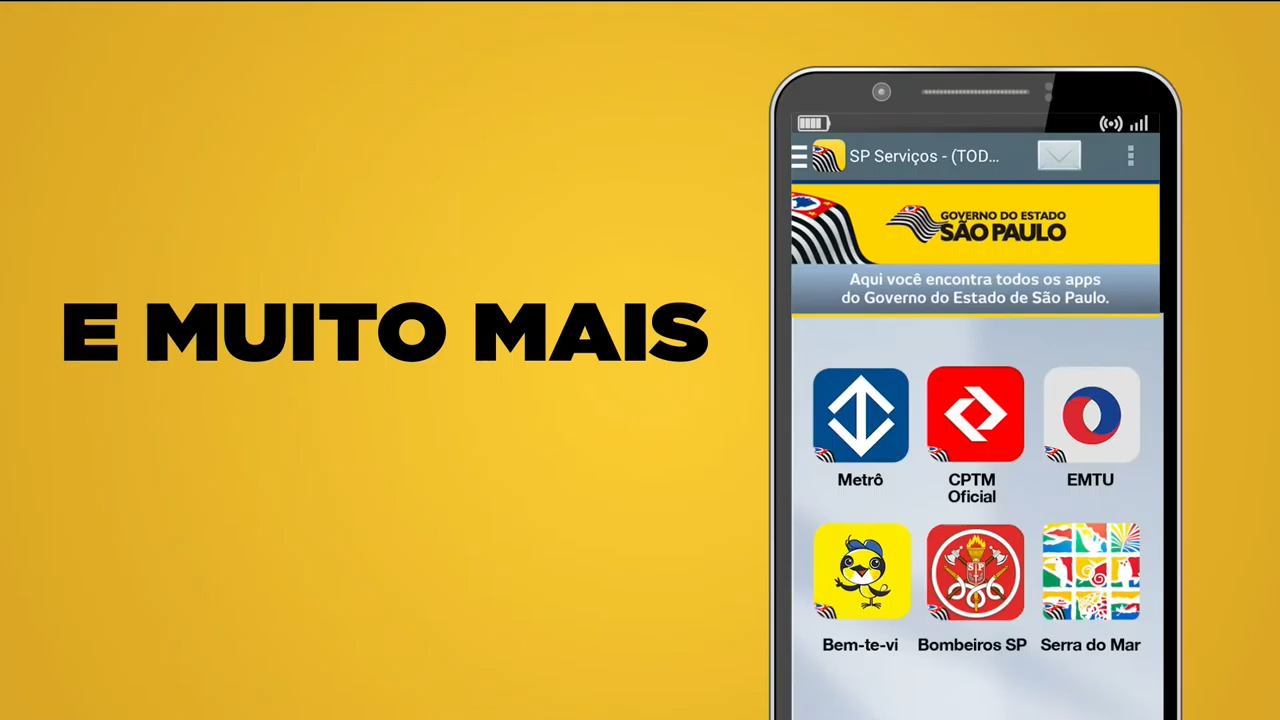 E MUITO MAIS
SP Serviços - (TOD...
GOVERNO DO ESTADO
SÃO PAULO
Aqui você encontra todos os apps
do Governo do Estado de São Paulo.
Metrô
CPTM
Oficial
EMTU
S P
Bem-te-vi
Bombeiros SP
Serra do Mar